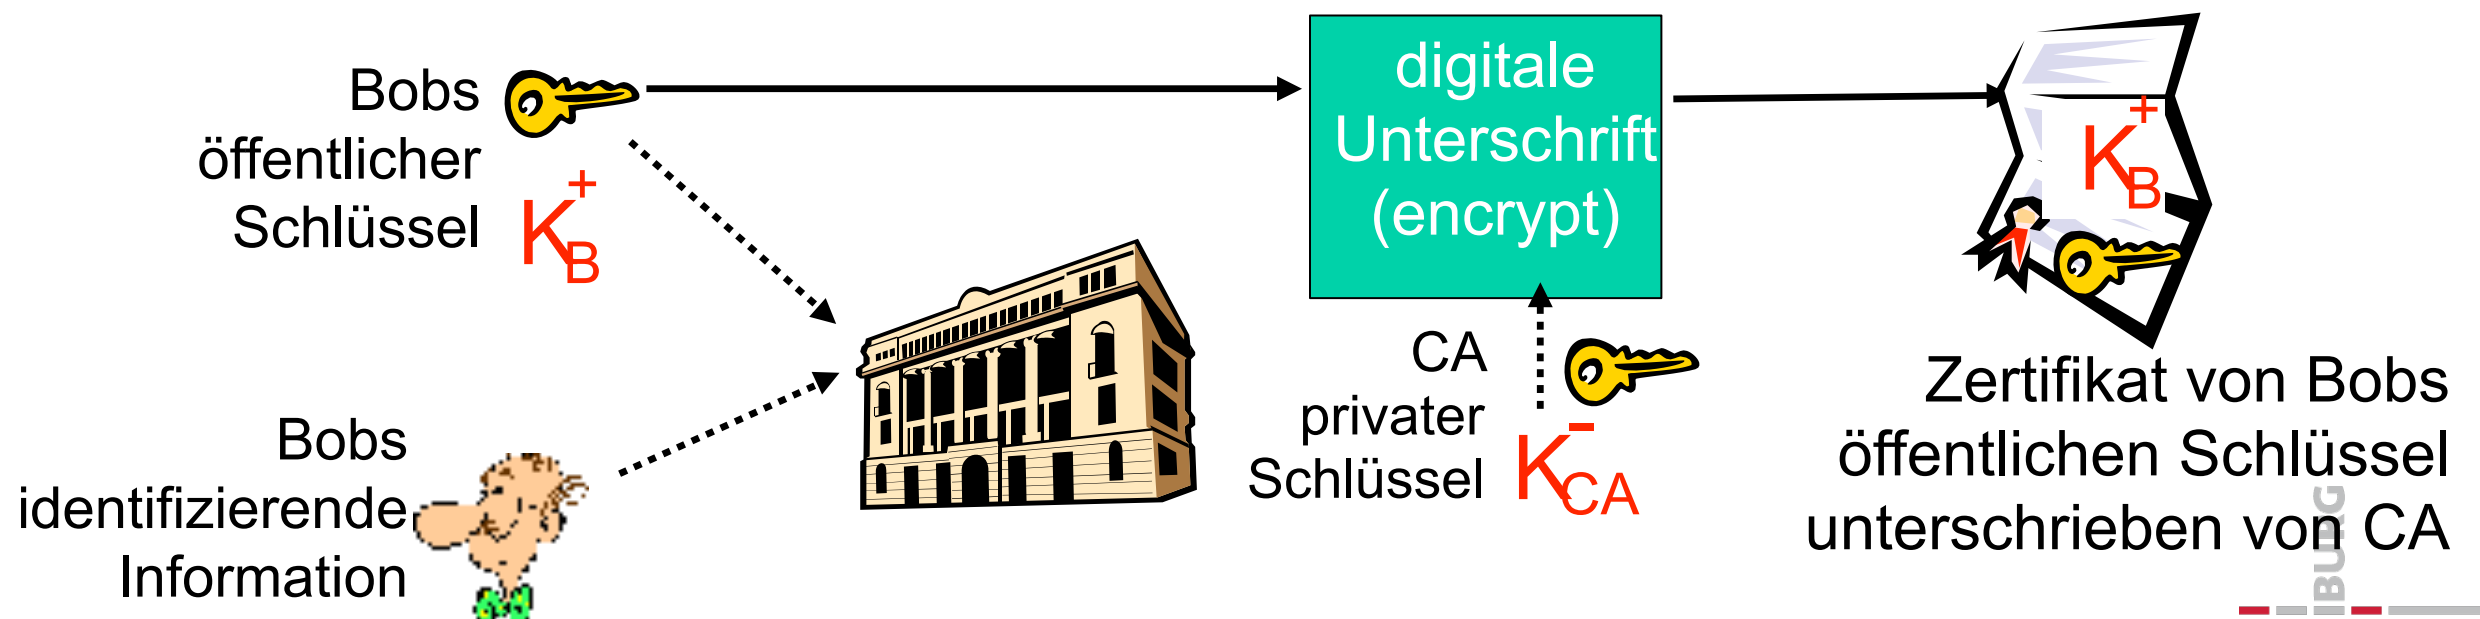 Bobs
öffentlicher
Schlüssel
K+B
Bobs
identifizierende
Information
digitale
Unterschrift
(encrypt)
CA
privater
Schlüssel
K-CA
K+B
Zertifikat von Bobs
öffentlichen Schlüssel
unterschrieben von CA
BURG